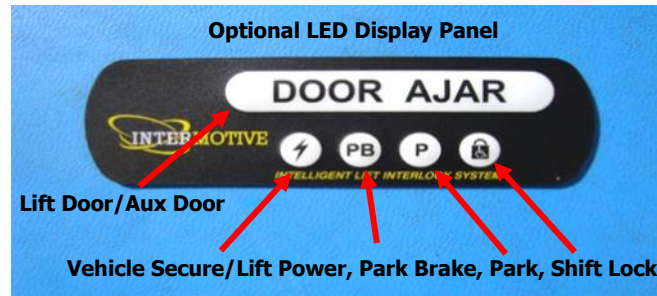 Optional LED Display Panel
DOOR AJAR
INTERMOTIVE
PB P
INTELLIGENT LIFT INTERLOCK SYSTEM
Lift Door/Aux Door
Vehicle Secure/Lift Power, Park Brake, Park, Shift Lock